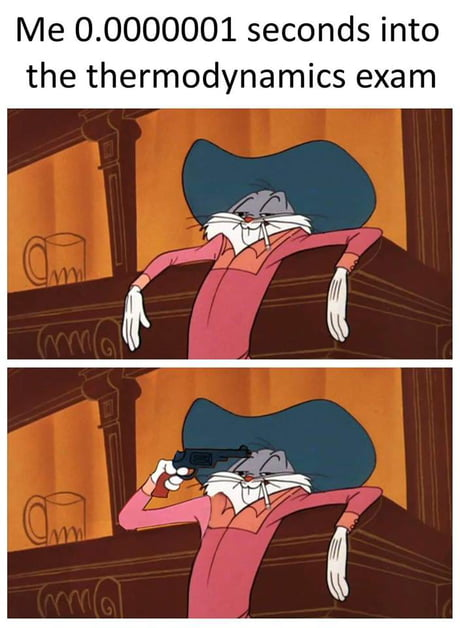 Me 0.0000001 seconds into
the thermodynamics exam